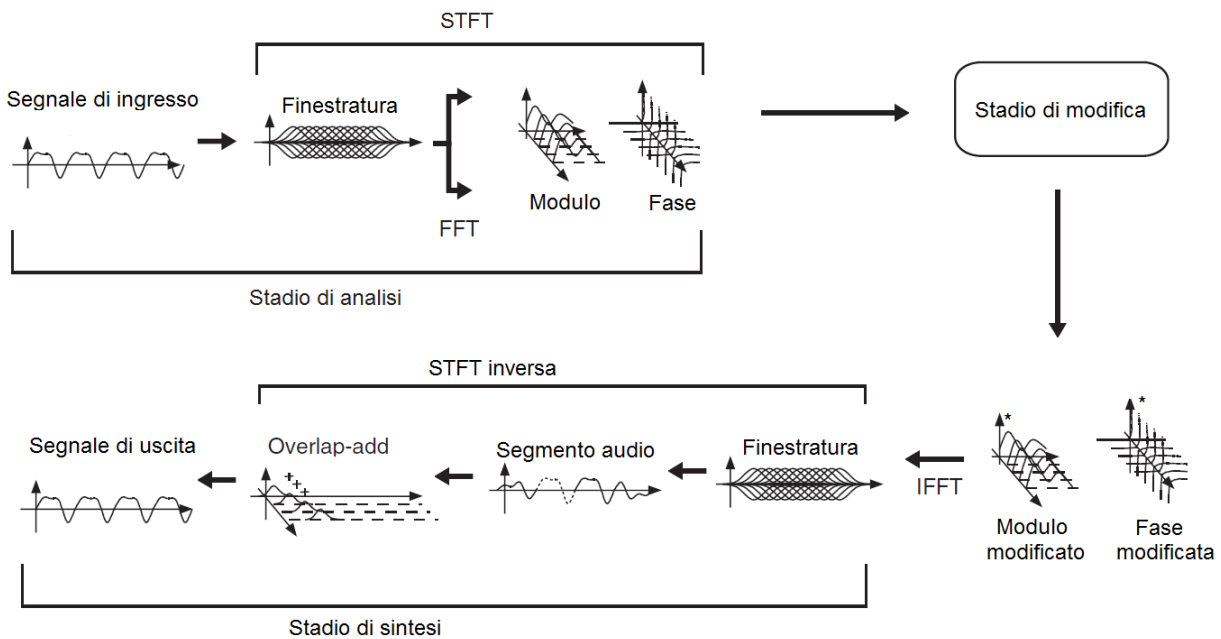 STFT
Segnale di ingresso
Finestratura
Stadio di modifica
Modulo
Fase
FFT
Stadio di analisi
STFT inversa
Segnale di uscita
Overlap-add
Segmento audio
Finestratura
+
+
+
*
*
IFFT
Modulo
modificato
Fase
modificata
Stadio di sintesi